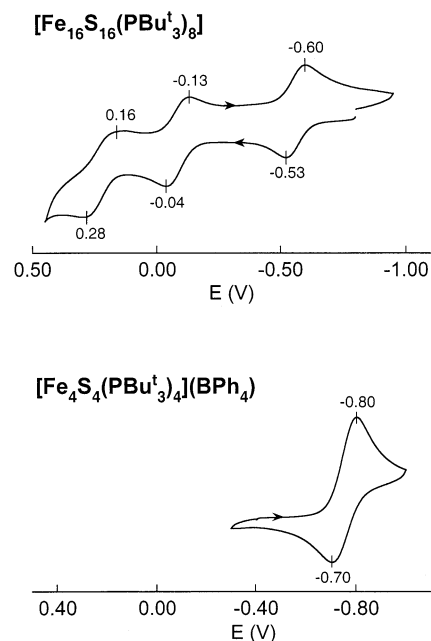 [Fe₁₆S₁₆(PBuᵗ₃)₈]
-0.60
-0.13
0.16
-0.53
-0.04
0.28
0.50 0.00 -0.50 -1.00
E (V)
[Fe₄S₄(PBuᵗ₃)₄](BPh₄)
-0.80
-0.70
0.40 0.00 -0.40 -0.80
E (V)